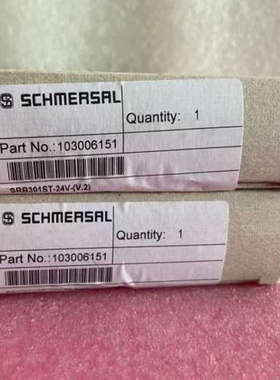 SCHMERSAL
Quantity: 1
Part No.:103006151
SRB301ST-24V-(V.2)
SCHMERSAL
Quantity: 1
Part No.:103006151